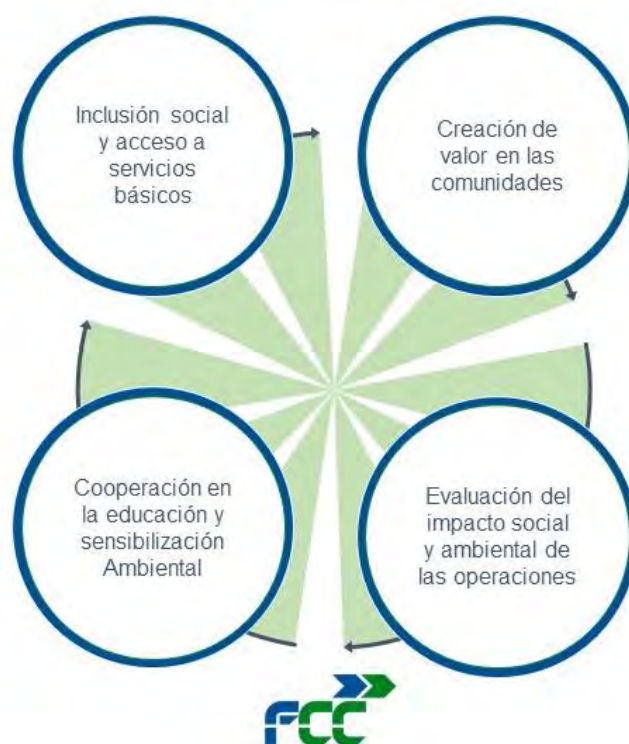 Inclusión social
y acceso a
servicios
básicos
Creación de
valor en las
comunidades
Cooperación en
la educación y
sensibilización
Ambiental
Evaluación del
impacto social
y ambiental de
las operaciones
FCC